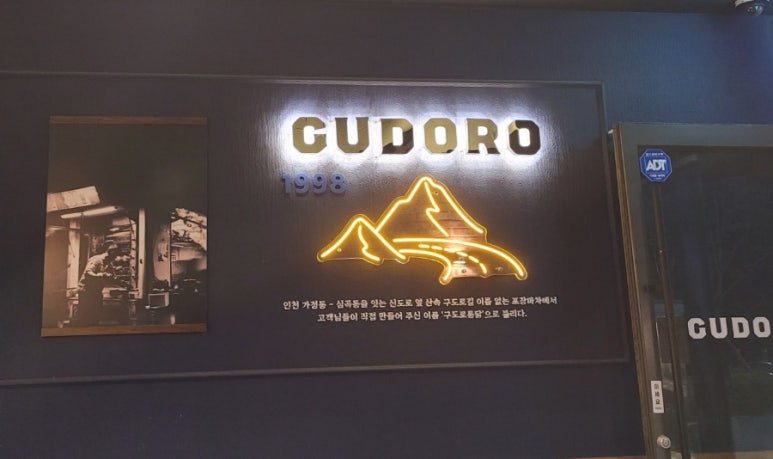 GUDORO
1998
인천 가정동 - 심곡동을 잇는 신도로 옆 산속 구도로길 이름 없는 포장마차에서
고객님들이 직접 만들어 주신 이름 '구도로통닭'으로 불리다.
ADT
GUDO